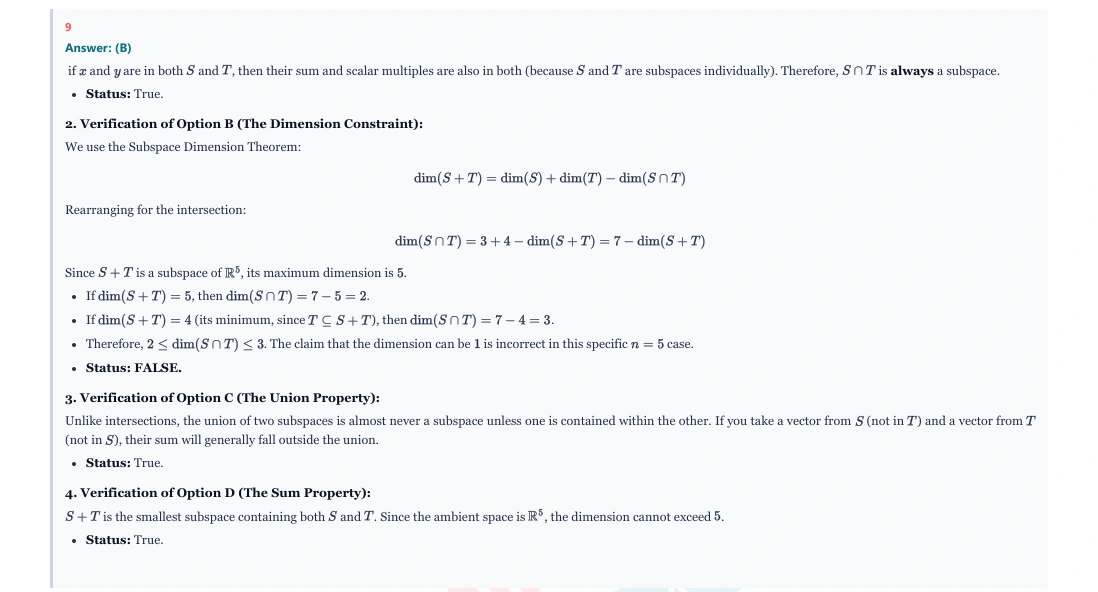 9
Answer: (B)
if x and y are in both S and T, then their sum and scalar multiples are also in both (because S and T are subspaces individually). Therefore, S ∩ T is always a subspace.
• Status: True.
2. Verification of Option B (The Dimension Constraint):
We use the Subspace Dimension Theorem:
dim(S + T) = dim(S) + dim(T) − dim(S ∩ T)
Rearranging for the intersection:
dim(S ∩ T) = 3 + 4 − dim(S + T) = 7 − dim(S + T)
Since S + T is a subspace of ℝ⁵, its maximum dimension is 5.
• If dim(S + T) = 5, then dim(S ∩ T) = 7 − 5 = 2.
• If dim(S + T) = 4 (its minimum, since T ⊆ S + T), then dim(S ∩ T) = 7 − 4 = 3.
• Therefore, 2 ≤ dim(S ∩ T) ≤ 3. The claim that the dimension can be 1 is incorrect in this specific n = 5 case.
• Status: FALSE.
3. Verification of Option C (The Union Property):
Unlike intersections, the union of two subspaces is almost never a subspace unless one is contained within the other. If you take a vector from S (not in T) and a vector from T
(not in S), their sum will generally fall outside the union.
• Status: True.
4. Verification of Option D (The Sum Property):
S + T is the smallest subspace containing both S and T. Since the ambient space is ℝ⁵, the dimension cannot exceed 5.
• Status: True.